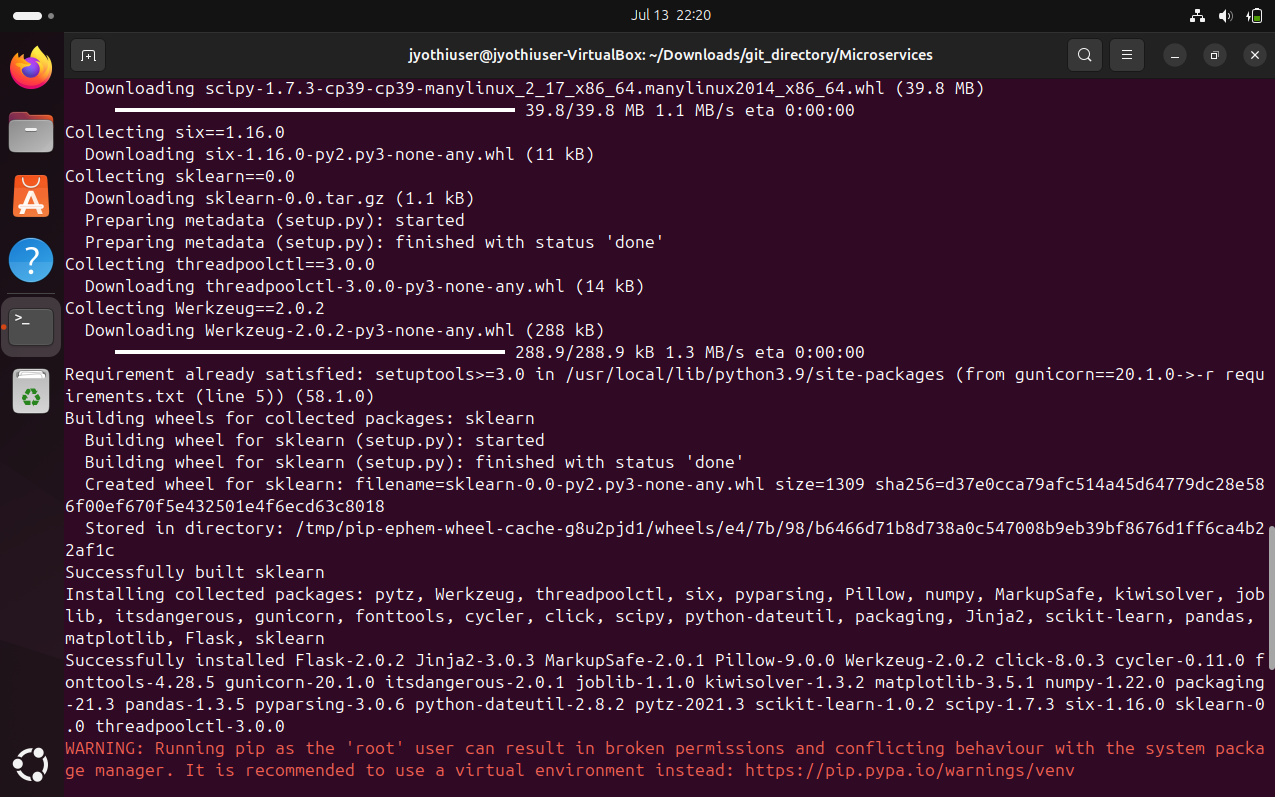 Jul 13 22:20
jyothiuser@jyothiuser-VirtualBox: ~/Downloads/git_directory/Microservices
Downloading scipy-1.7.3-cp39-cp39-manylinux_2_17_x86_64.manylinux2014_x86_64.whl (39.8 MB)
39.8/39.8 MB 1.1 MB/s eta 0:00:00
Collecting six==1.16.0
Downloading six-1.16.0-py2.py3-none-any.whl (11 kB)
Collecting sklearn==0.0
Downloading sklearn-0.0.tar.gz (1.1 kB)
Preparing metadata (setup.py): started
Preparing metadata (setup.py): finished with status 'done'
Collecting threadpoolctl==3.0.0
Downloading threadpoolctl-3.0.0-py3-none-any.whl (14 kB)
Collecting Werkzeug==2.0.2
Downloading Werkzeug-2.0.2-py3-none-any.whl (288 kB)
288.9/288.9 kB 1.3 MB/s eta 0:00:00
Requirement already satisfied: setuptools>=3.0 in /usr/local/lib/python3.9/site-packages (from gunicorn==20.1.0->-r requ
irements.txt (line 5)) (58.1.0)
Building wheels for collected packages: sklearn
Building wheel for sklearn (setup.py): started
Building wheel for sklearn (setup.py): finished with status 'done'
Created wheel for sklearn: filename=sklearn-0.0-py2.py3-none-any.whl size=1309 sha256=d37e0cca79afc514a45d64779dc28e58
6f00ef670f5e432501e4f6ecd63c8018
Stored in directory: /tmp/pip-ephem-wheel-cache-g8u2pjd1/wheels/e4/7b/98/b6466d71b8d738a0c547008b9eb39bf8676d1ff6ca4b2
2af1c
Successfully built sklearn
Installing collected packages: pytz, Werkzeug, threadpoolctl, six, pyparsing, Pillow, numpy, MarkupSafe, kiwisolver, job
lib, itsdangerous, gunicorn, fonttools, cycler, click, scipy, python-dateutil, packaging, Jinja2, scikit-learn, pandas,
matplotlib, Flask, sklearn
Successfully installed Flask-2.0.2 Jinja2-3.0.3 MarkupSafe-2.0.1 Pillow-9.0.0 Werkzeug-2.0.2 click-8.0.3 cycler-0.11.0 f
onttools-4.28.5 gunicorn-20.1.0 itsdangerous-2.0.1 joblib-1.1.0 kiwisolver-1.3.2 matplotlib-3.5.1 numpy-1.22.0 packaging
-21.3 pandas-1.3.5 pyparsing-3.0.6 python-dateutil-2.8.2 pytz-2021.3 scikit-learn-1.0.2 scipy-1.7.3 six-1.16.0 sklearn-0
.0 threadpoolctl-3.0.0
WARNING: Running pip as the 'root' user can result in broken permissions and conflicting behaviour with the system packa
ge manager. It is recommended to use a virtual environment instead: https://pip.pypa.io/warnings/venv